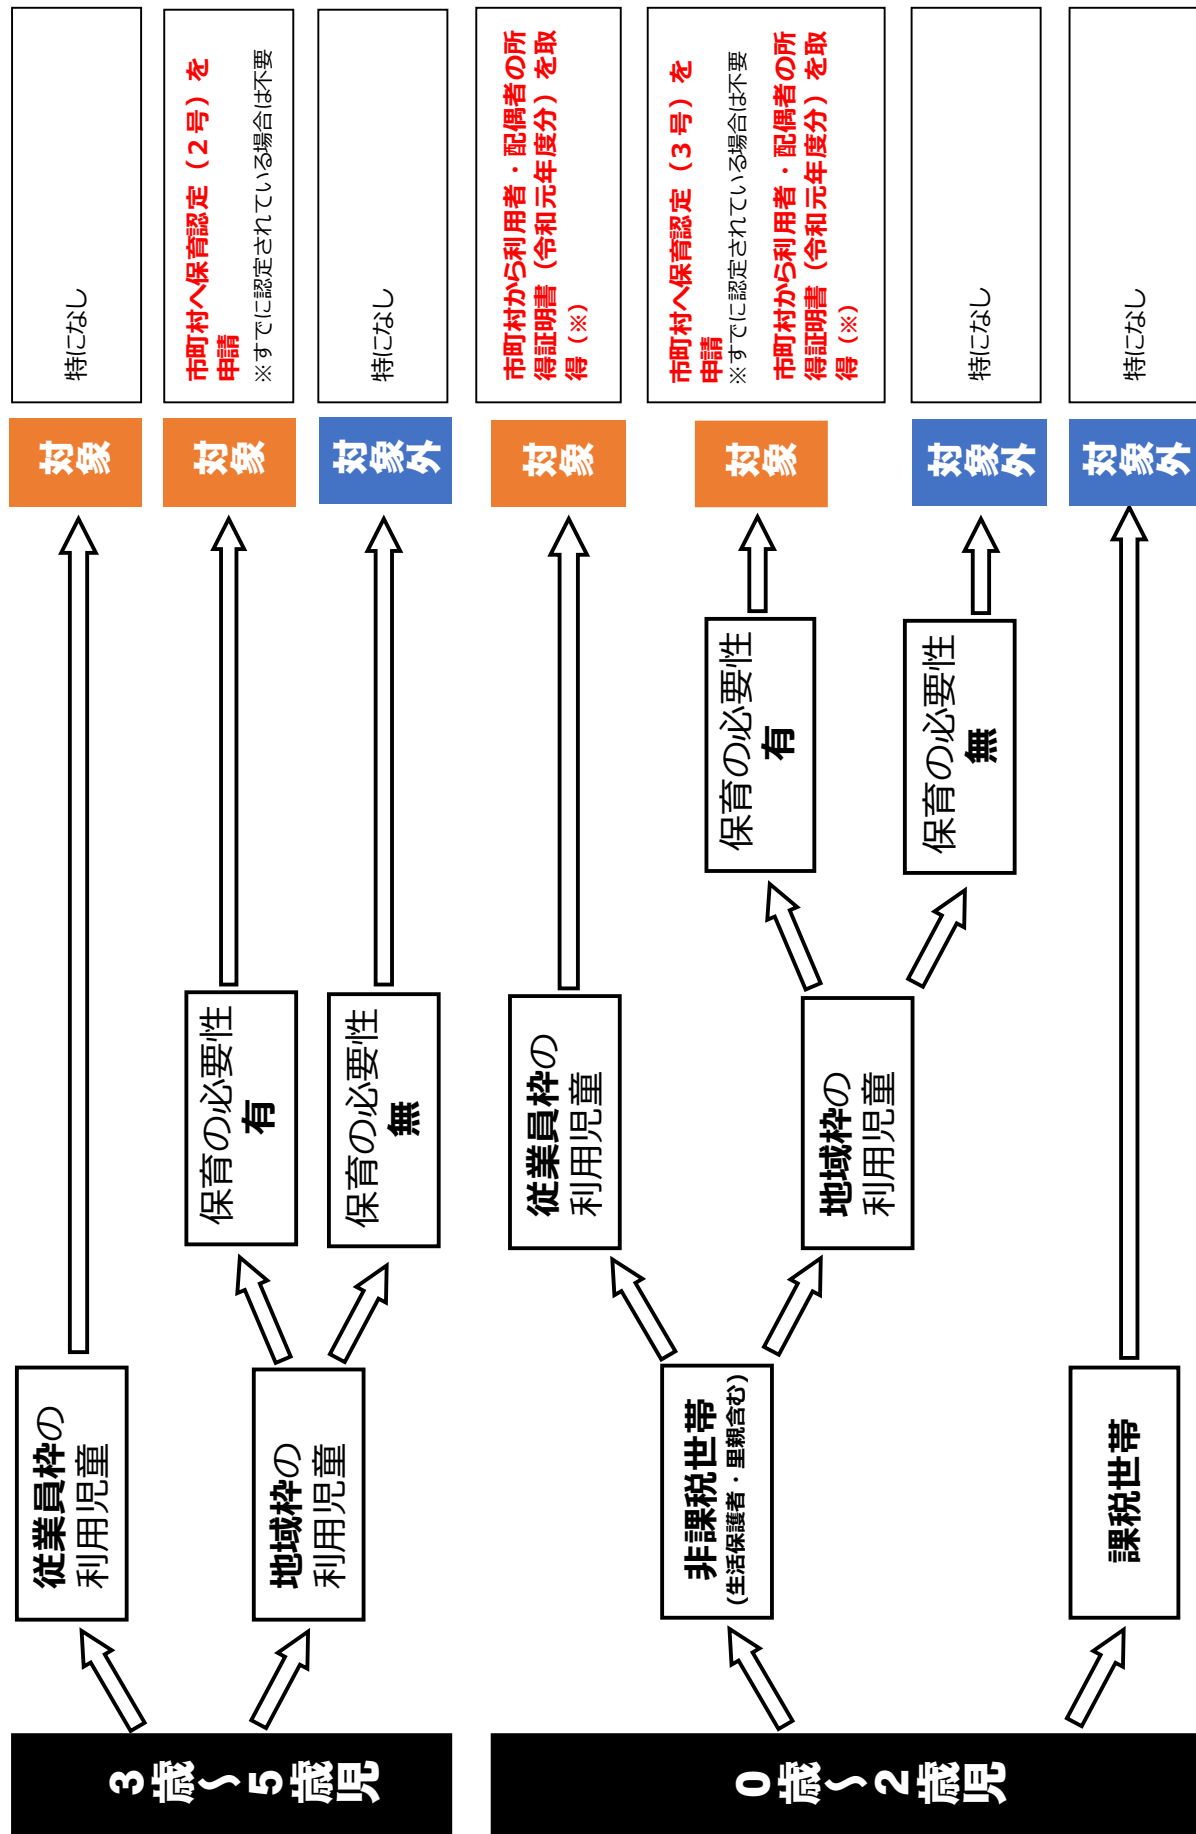 3歳～5歳児
従業員枠の
利用児童
対象
特になし
地域枠の
利用児童
保育の必要性
有
対象
市町村へ保育認定（２号）を
申請
※すでに認定されている場合は不要
保育の必要性
無
対象外
特になし
0歳～2歳児
非課税世帯
(生活保護者・里親含む)
従業員枠の
利用児童
対象
市町村から利用者・配偶者の所
得証明書（令和元年度分）を取
得（※）
地域枠の
利用児童
保育の必要性
有
対象
市町村へ保育認定（３号）を
申請
※すでに認定されている場合は不要
市町村から利用者・配偶者の所
得証明書（令和元年度分）を取
得（※）
保育の必要性
無
対象外
特になし
課税世帯
対象外
特になし